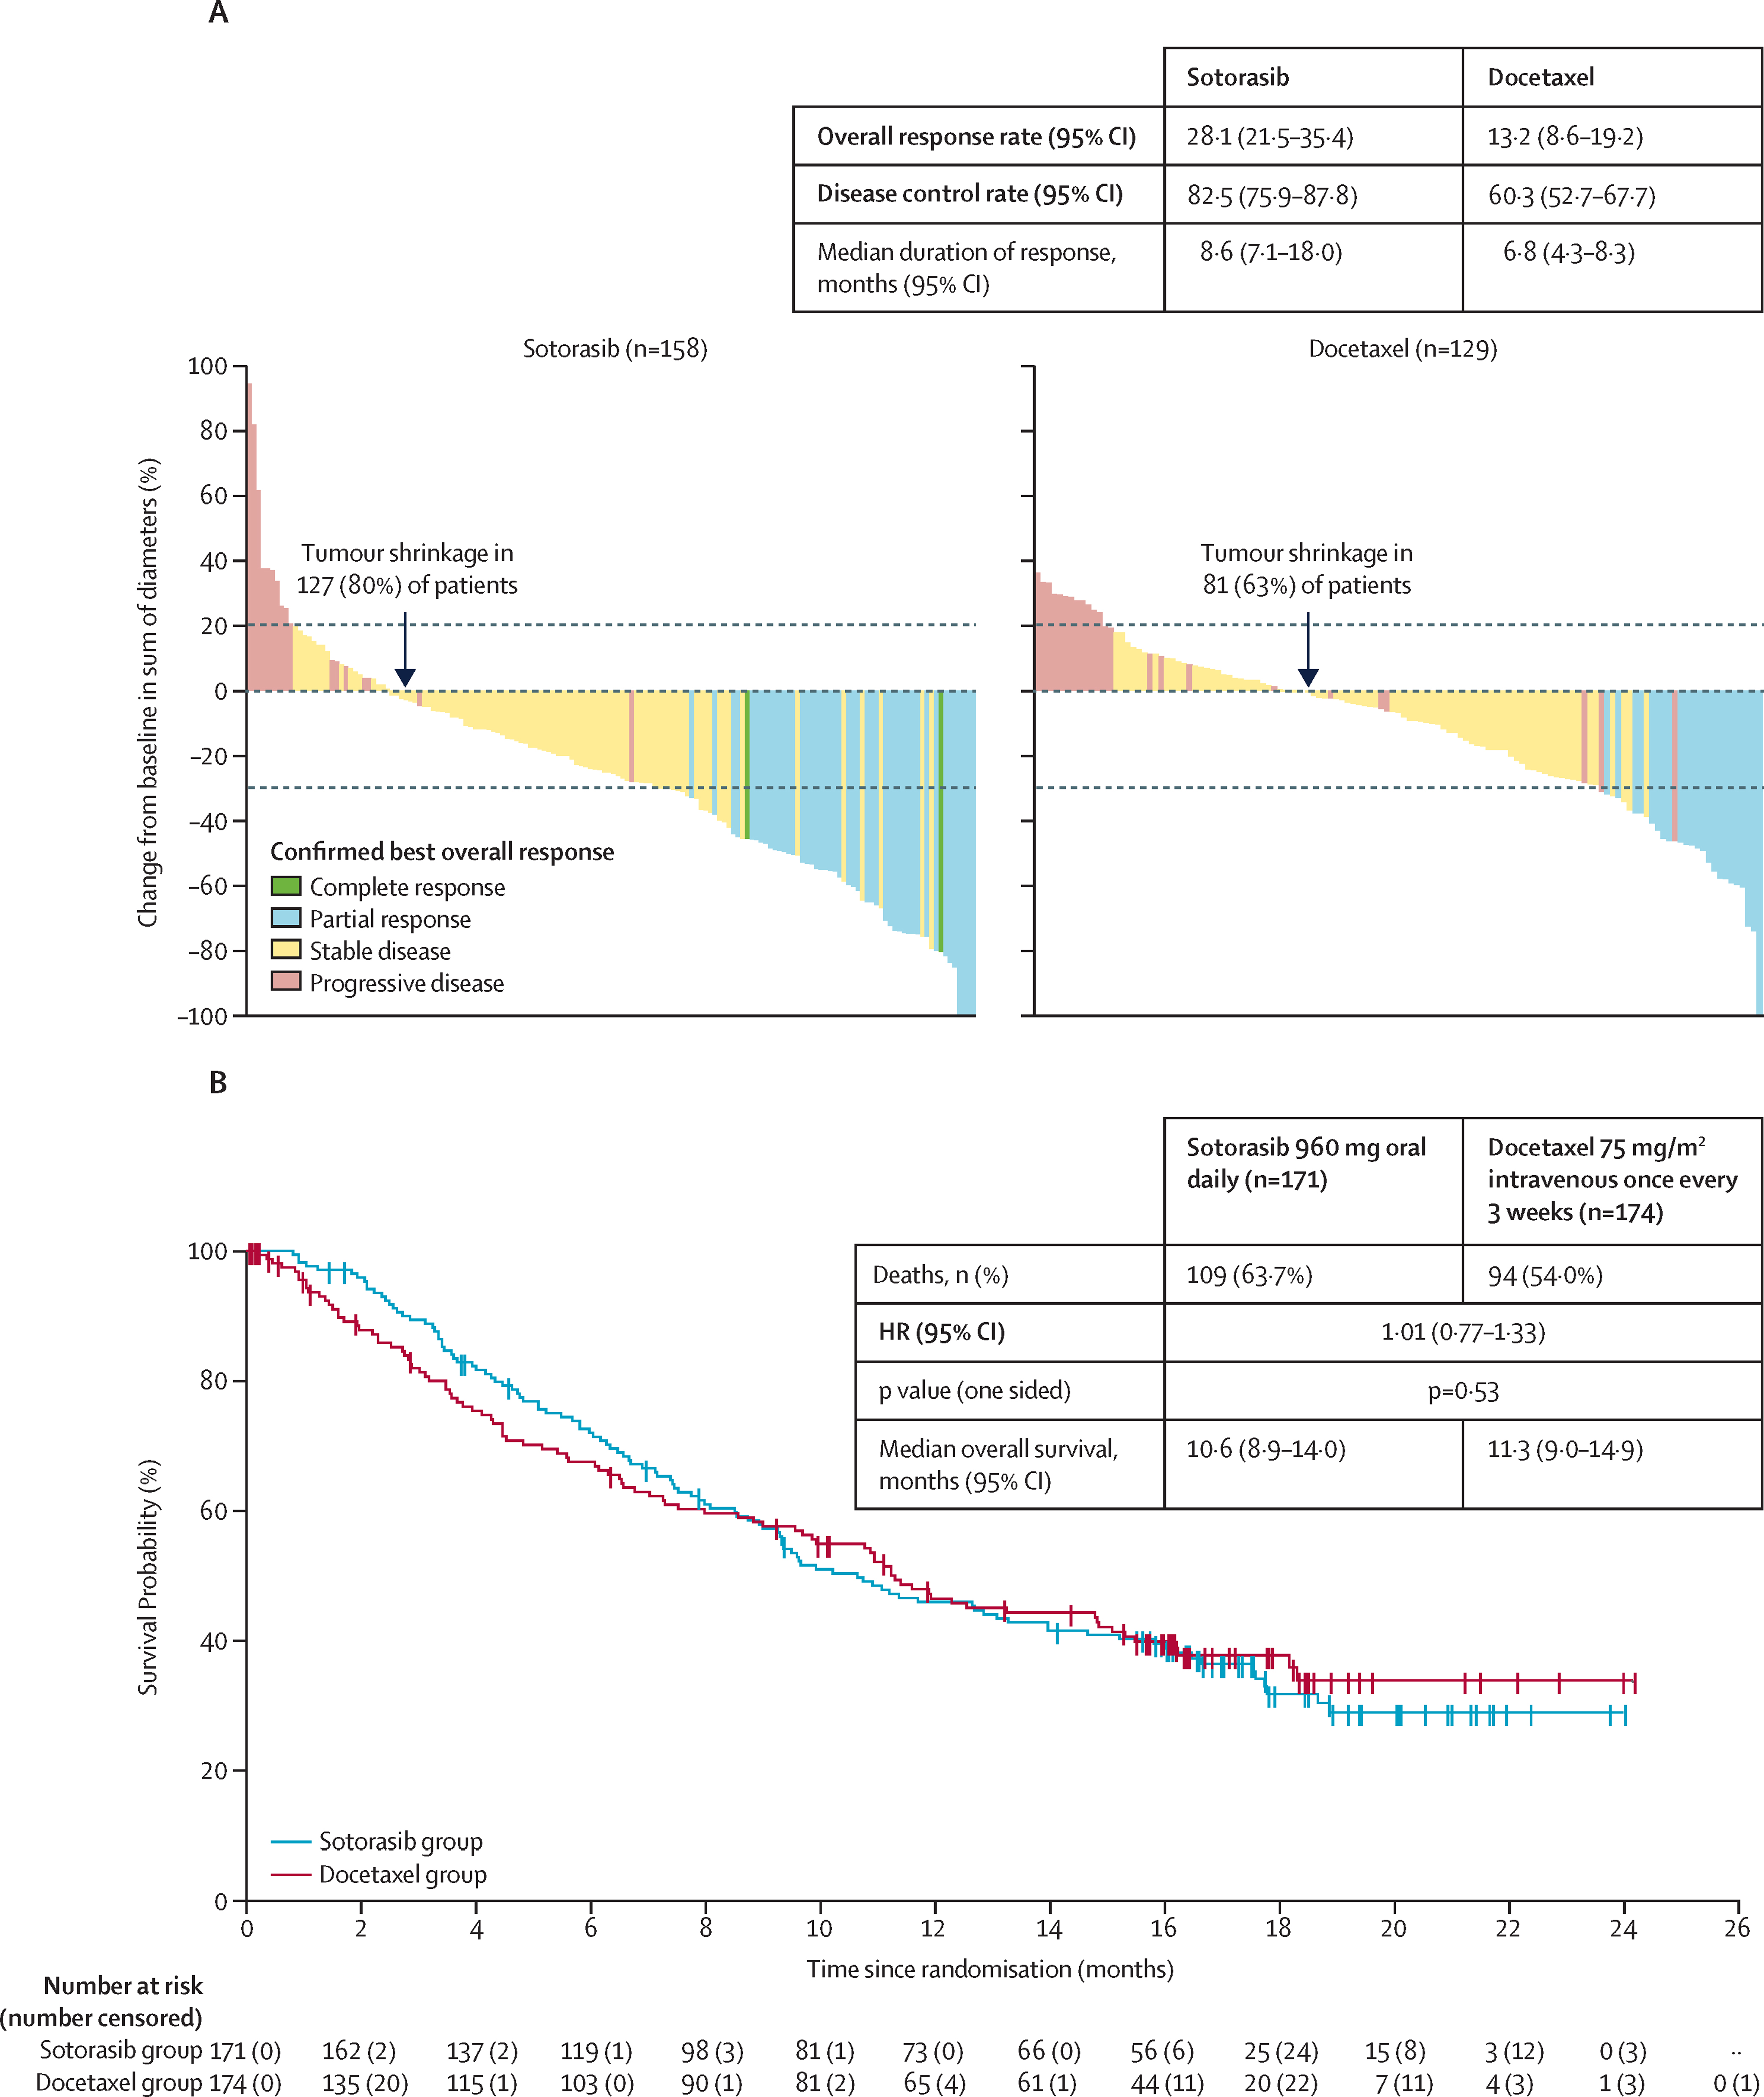 A
Sotorasib Docetaxel
Overall response rate (95% CI) 28·1 (21·5–35·4) 13·2 (8·6–19·2)
Disease control rate (95% CI) 82·5 (75·9–87·8) 60·3 (52·7–67·7)
Median duration of response, 8·6 (7·1–18·0) 6·8 (4·3–8·3)
months (95% CI)
Sotorasib (n=158) Docetaxel (n=129)
Change from baseline in sum of diameters (%)
100
80
60
40
20
0
–20
–40
–60
–80
–100
Tumour shrinkage in
127 (80%) of patients
Tumour shrinkage in
81 (63%) of patients
Confirmed best overall response
Complete response
Partial response
Stable disease
Progressive disease
B
Sotorasib 960 mg oral
daily (n=171)
Docetaxel 75 mg/m²
intravenous once every
3 weeks (n=174)
Deaths, n (%) 109 (63·7%) 94 (54·0%)
HR (95% CI) 1·01 (0·77–1·33)
p value (one sided) p=0·53
Median overall survival, 10·6 (8·9–14·0) 11·3 (9·0–14·9)
months (95% CI)
Survival Probability (%)
100
80
60
40
20
0
Sotorasib group
Docetaxel group
0 2 4 6 8 10 12 14 16 18 20 22 24 26
Time since randomisation (months)
Number at risk
(number censored)
Sotorasib group 171 (0) 162 (2) 137 (2) 119 (1) 98 (3) 81 (1) 73 (0) 66 (0) 56 (6) 25 (24) 15 (8) 3 (12) 0 (3) ··
Docetaxel group 174 (0) 135 (20) 115 (1) 103 (0) 90 (1) 81 (2) 65 (4) 61 (1) 44 (11) 20 (22) 7 (11) 4 (3) 1 (3) 0 (1)